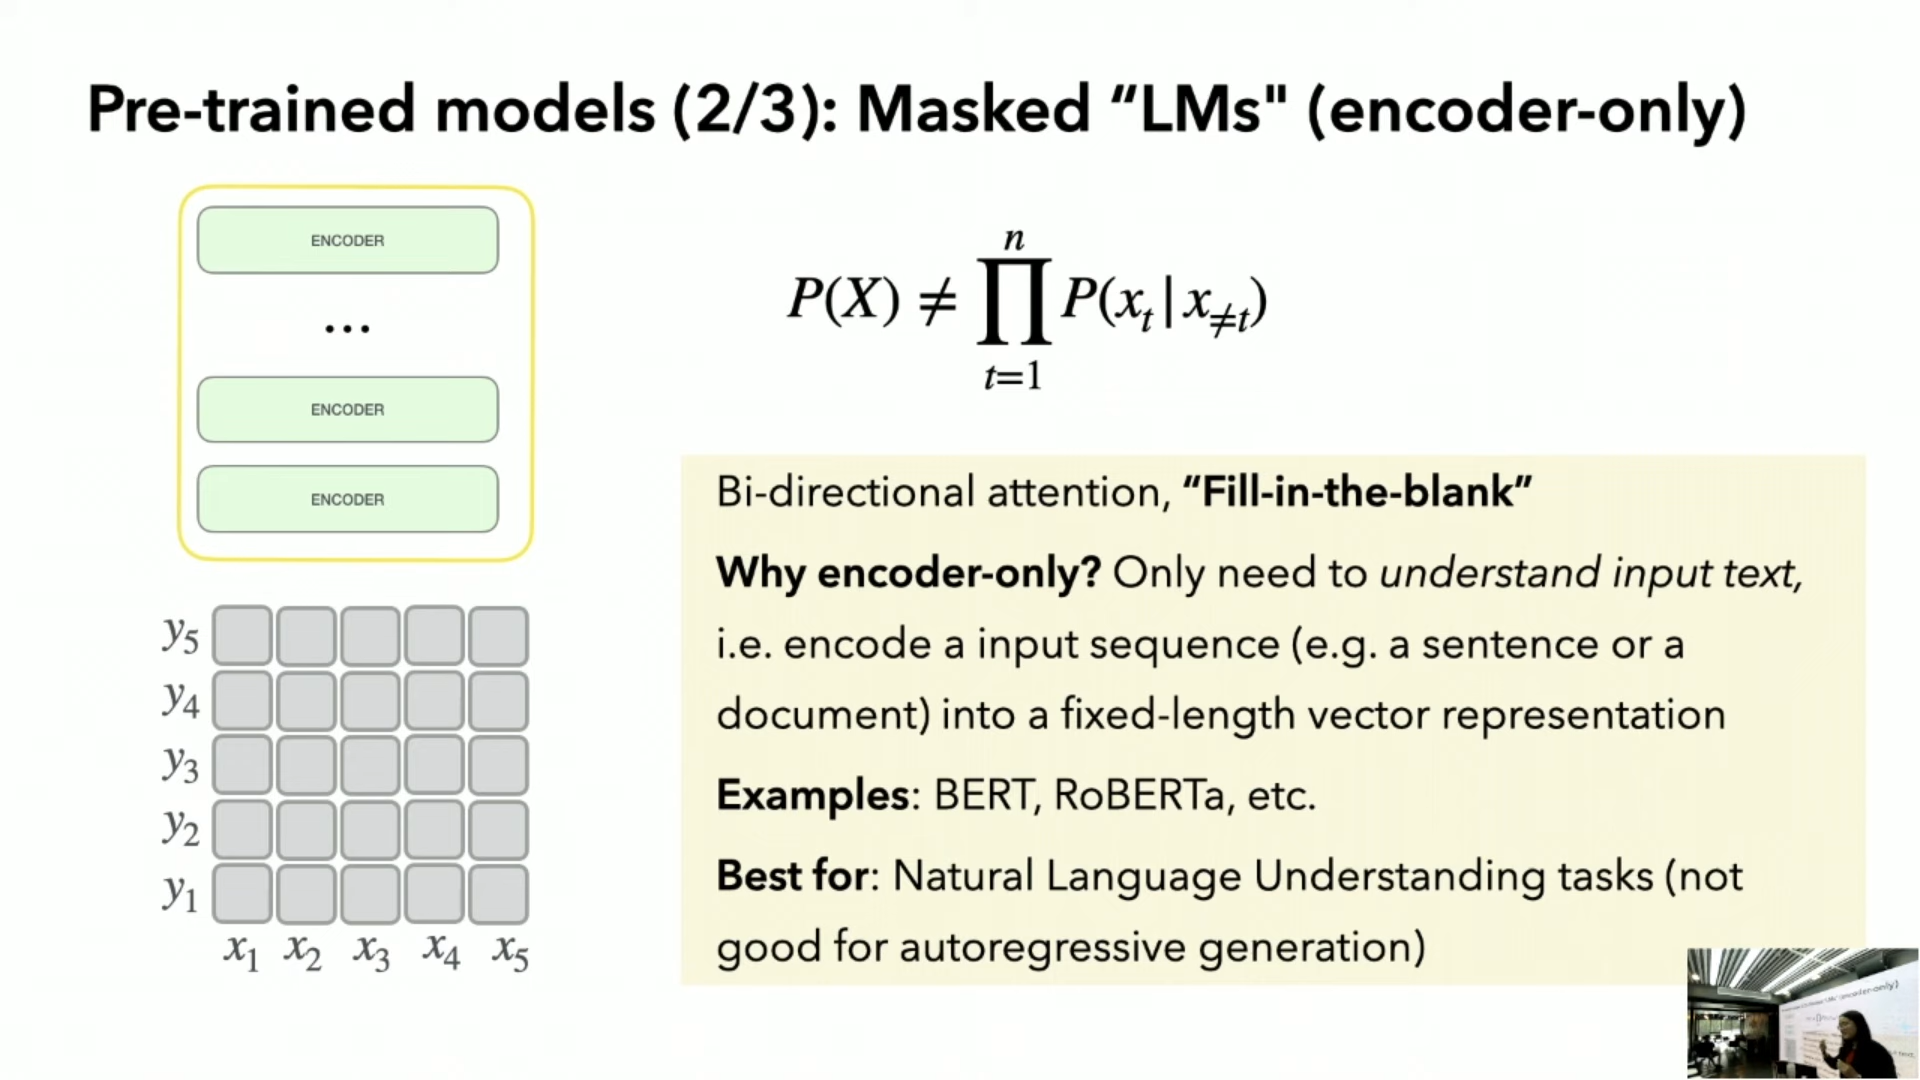 Pre-trained models (2/3): Masked “LMs" (encoder-only)
ENCODER
...
ENCODER
ENCODER
y5
y4
y3
y2
y1
x1 x2 x3 x4 x5
n
P(X) ≠ ∏ P(xt | x≠t)
t=1
Bi-directional attention, “Fill-in-the-blank”
Why encoder-only? Only need to understand input text,
i.e. encode a input sequence (e.g. a sentence or a
document) into a fixed-length vector representation
Examples: BERT, RoBERTa, etc.
Best for: Natural Language Understanding tasks (not
good for autoregressive generation)